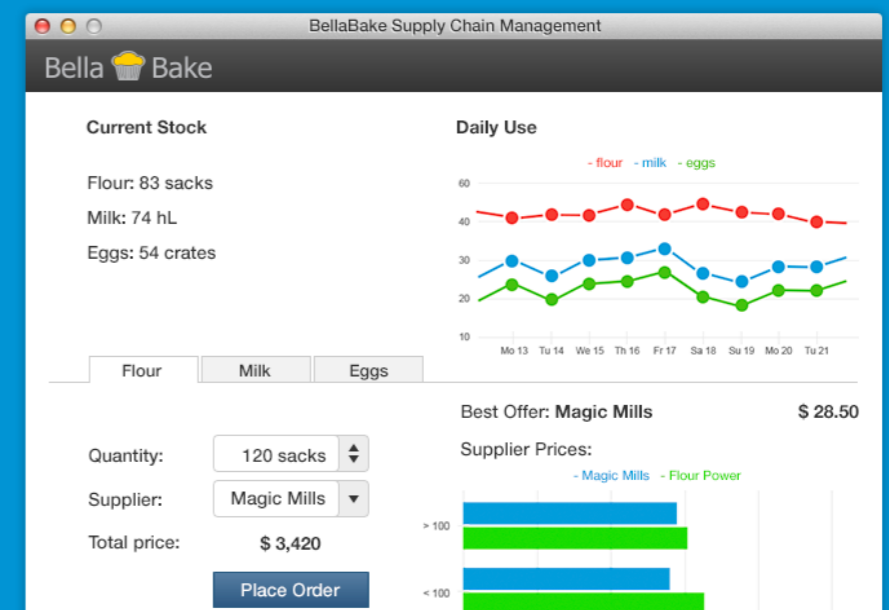 BellaBake Supply Chain Management
Bella Bake
Current Stock
Flour: 83 sacks
Milk: 74 hL
Eggs: 54 crates
Daily Use
- flour - milk - eggs
60
40
30
20
10
Mo 13 Tu 14 We 15 Th 16 Fr 17 Sa 18 Su 19 Mo 20 Tu 21
Flour Milk Eggs
Quantity: 120 sacks
Supplier: Magic Mills
Total price: $ 3,420
Place Order
Best Offer: Magic Mills $ 28.50
Supplier Prices:
- Magic Mills - Flour Power
> 100
< 100